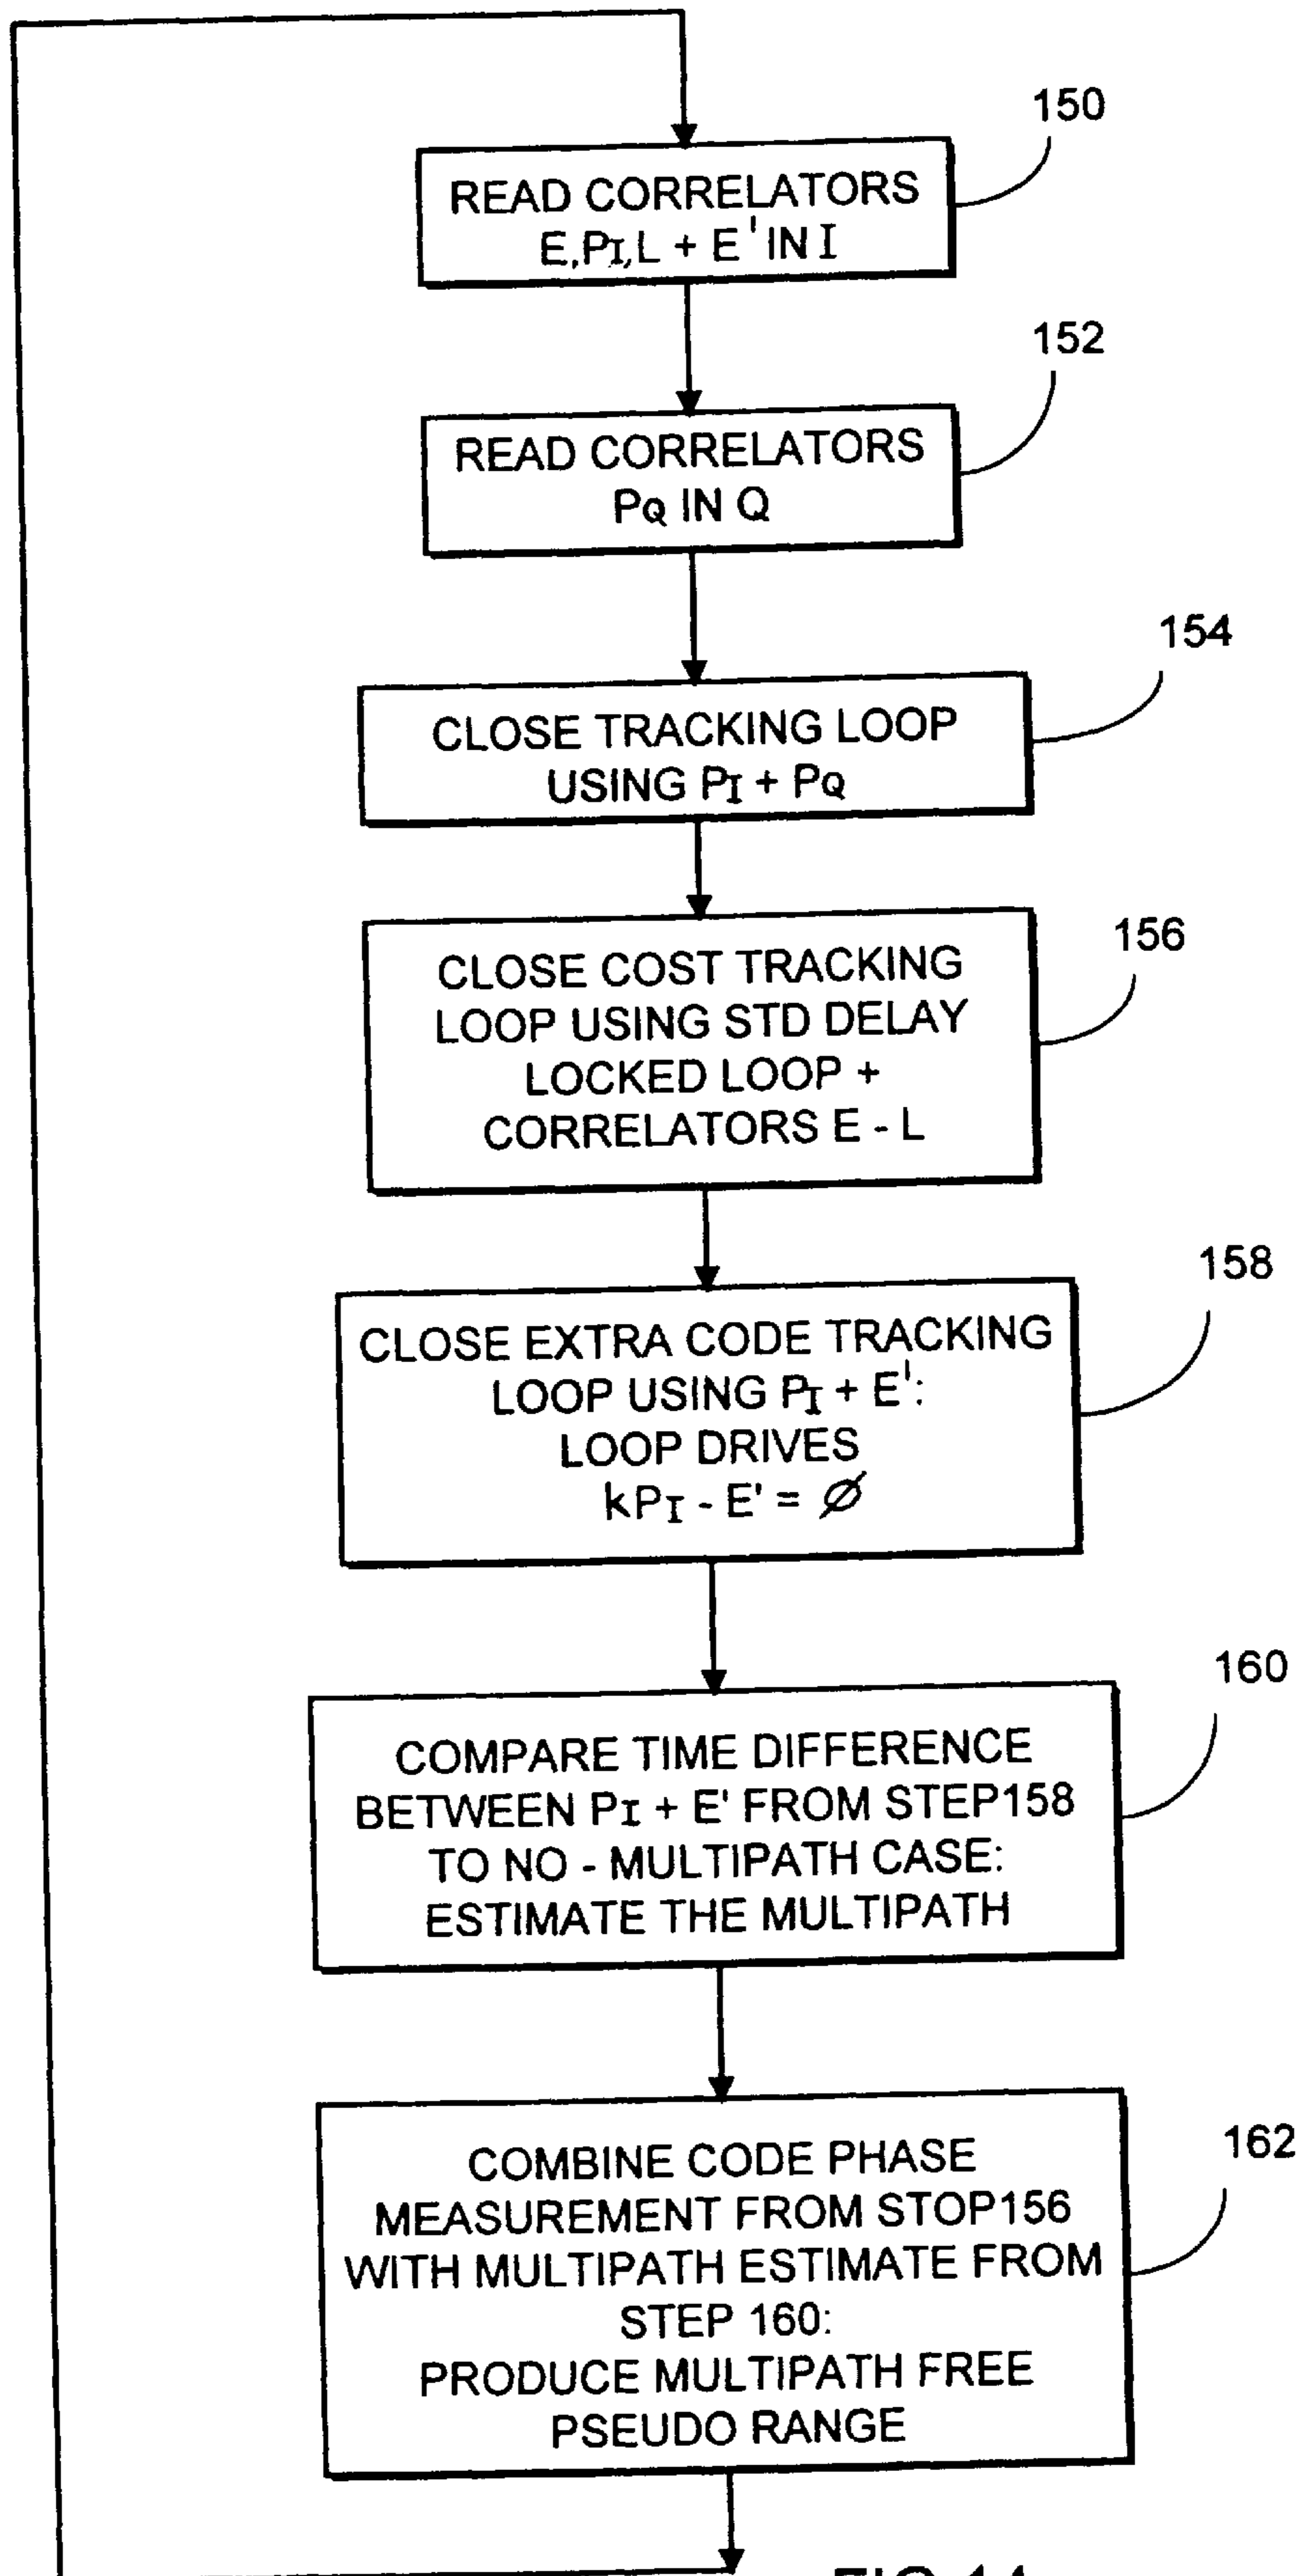 150
READ CORRELATORS
E,PI,L + E' IN I
152
READ CORRELATORS
PQ IN Q
154
CLOSE TRACKING LOOP
USING PI + PQ
156
CLOSE COST TRACKING
LOOP USING STD DELAY
LOCKED LOOP +
CORRELATORS E - L
158
CLOSE EXTRA CODE TRACKING
LOOP USING PI + E':
LOOP DRIVES
kPI - E' = Ø
160
COMPARE TIME DIFFERENCE
BETWEEN PI + E' FROM STEP158
TO NO - MULTIPATH CASE:
ESTIMATE THE MULTIPATH
162
COMBINE CODE PHASE
MEASUREMENT FROM STOP156
WITH MULTIPATH ESTIMATE FROM
STEP 160:
PRODUCE MULTIPATH FREE
PSEUDO RANGE